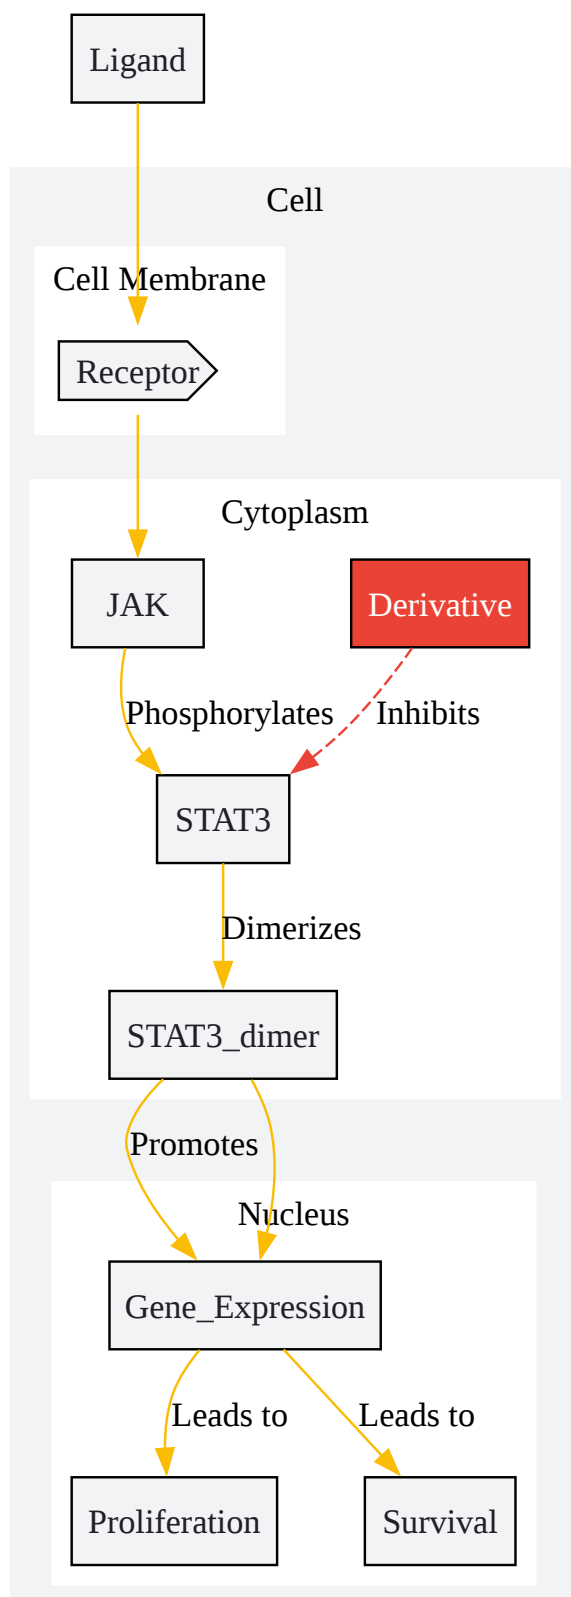 Ligand
Cell
Cell Membrane
Receptor
Cytoplasm
JAK
Derivative
Phosphorylates
Inhibits
STAT3
Dimerizes
STAT3_dimer
Promotes
Nucleus
Gene_Expression
Leads to
Leads to
Proliferation
Survival